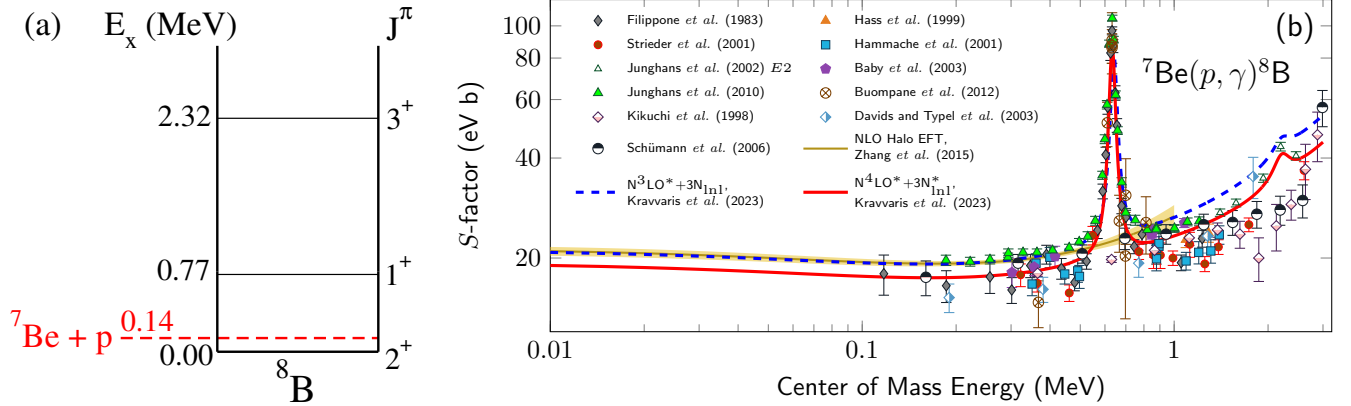 (a)
E_x (MeV)
J^π
2.32
3^+
0.77
1^+
^7Be + p
0.14
0.00
2^+
^8B
(b)
^7Be(p, γ)^8B
S-factor (eV b)
100
80
60
40
20
Filippone et al. (1983)
Hass et al. (1999)
Strieder et al. (2001)
Hammache et al. (2001)
Junghans et al. (2002) E2
Baby et al. (2003)
Junghans et al. (2010)
Buompane et al. (2012)
Kikuchi et al. (1998)
Davids and Typel et al. (2003)
Schümann et al. (2006)
NLO Halo EFT,
Zhang et al. (2015)
N^3LO*+3N_lnl,
Kravvaris et al. (2023)
N^4LO*+3N*_lnl,
Kravvaris et al. (2023)
0.01
0.1
1
Center of Mass Energy (MeV)